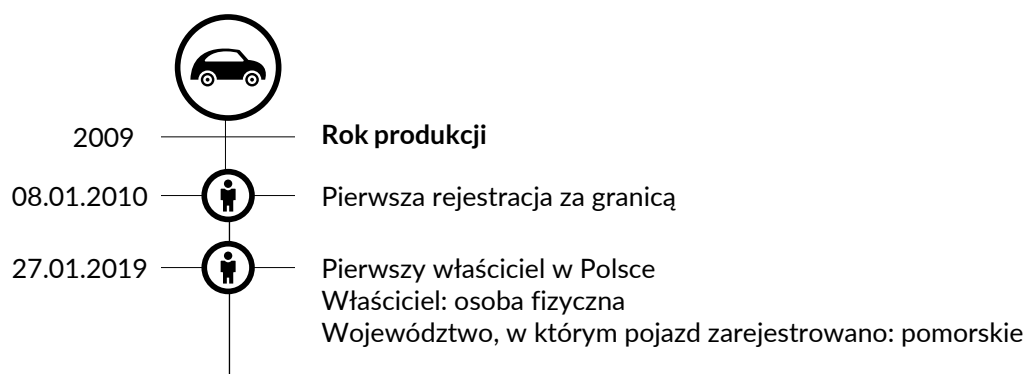 2009 Rok produkcji
08.01.2010 Pierwsza rejestracja za granicą
27.01.2019 Pierwszy właściciel w Polsce
Właściciel: osoba fizyczna
Województwo, w którym pojazd zarejestrowano: pomorskie